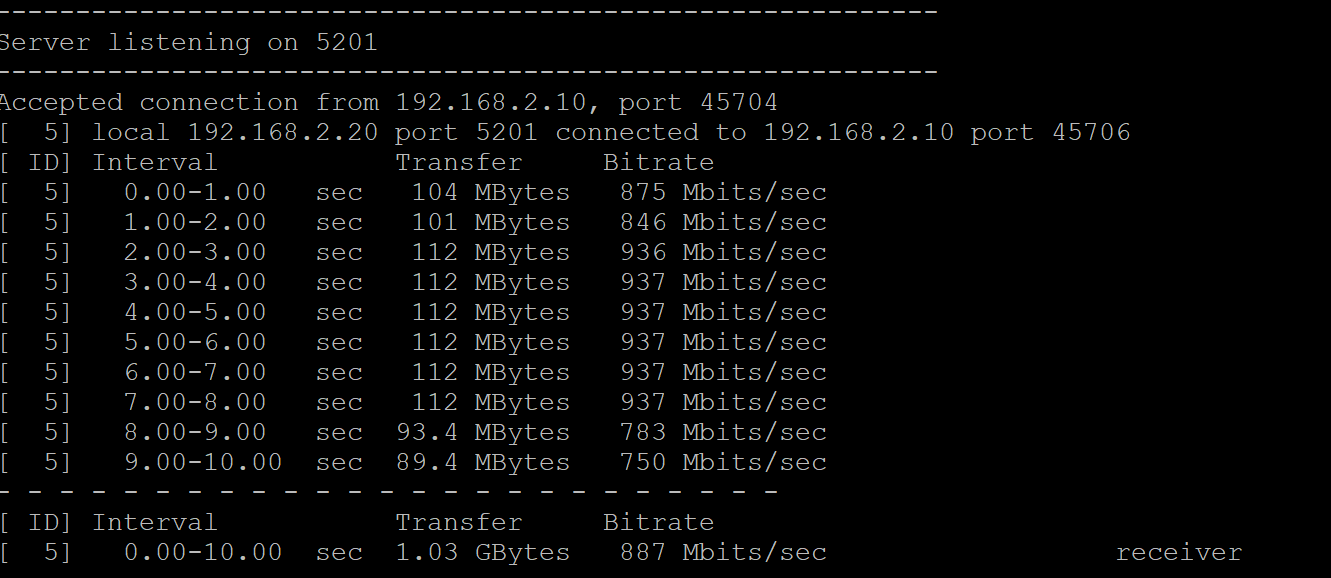 -----------------------------------------------------------
Server listening on 5201
-----------------------------------------------------------
Accepted connection from 192.168.2.10, port 45704
[  5] local 192.168.2.20 port 5201 connected to 192.168.2.10 port 45706
[ ID] Interval           Transfer     Bitrate
[  5]   0.00-1.00   sec   104 MBytes   875 Mbits/sec
[  5]   1.00-2.00   sec   101 MBytes   846 Mbits/sec
[  5]   2.00-3.00   sec   112 MBytes   936 Mbits/sec
[  5]   3.00-4.00   sec   112 MBytes   937 Mbits/sec
[  5]   4.00-5.00   sec   112 MBytes   937 Mbits/sec
[  5]   5.00-6.00   sec   112 MBytes   937 Mbits/sec
[  5]   6.00-7.00   sec   112 MBytes   937 Mbits/sec
[  5]   7.00-8.00   sec   112 MBytes   937 Mbits/sec
[  5]   8.00-9.00   sec  93.4 MBytes   783 Mbits/sec
[  5]   9.00-10.00  sec  89.4 MBytes   750 Mbits/sec
- - - - - - - - - - - - - - - - - - - - - - - - -
[ ID] Interval           Transfer     Bitrate
[  5]   0.00-10.00  sec  1.03 GBytes   887 Mbits/sec                  receiver